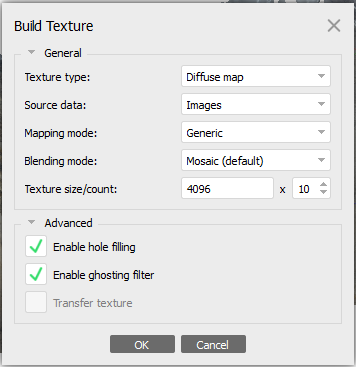 Build Texture
General
Texture type: Diffuse map
Source data: Images
Mapping mode: Generic
Blending mode: Mosaic (default)
Texture size/count: 4096 x 10
Advanced
Enable hole filling
Enable ghosting filter
Transfer texture
OK Cancel